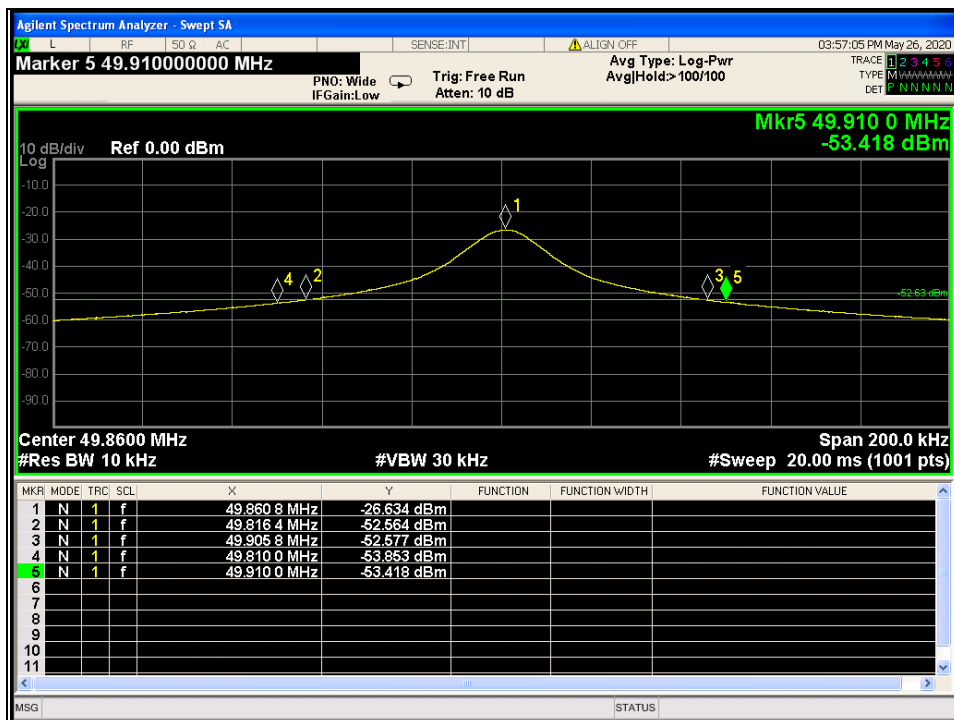 Agilent Spectrum Analyzer - Swept SA
LXI L RF 50 Ω AC SENSE:INT ALIGN OFF 03:57:05 PM May 26, 2020
Marker 5 49.910000000 MHz
PNO: Wide
IFGain:Low
Trig: Free Run
Atten: 10 dB
Avg Type: Log-Pwr
Avg|Hold:>100/100
TRACE 1 2 3 4 5 6
TYPE M WWWWW
DET P N N N N N
Mkr5 49.910 0 MHz
-53.418 dBm
10 dB/div Ref 0.00 dBm
Log
-10.0
-20.0
-30.0
-40.0
-50.0
-60.0
-70.0
-80.0
-90.0
1
4 2 3 5
-52.63 dBm
Center 49.8600 MHz Span 200.0 kHz
#Res BW 10 kHz #VBW 30 kHz #Sweep 20.00 ms (1001 pts)
MKR MODE TRC SCL X Y FUNCTION FUNCTION WIDTH FUNCTION VALUE
1 N 1 f 49.860 8 MHz -26.634 dBm
2 N 1 f 49.816 4 MHz -52.564 dBm
3 N 1 f 49.905 8 MHz -52.577 dBm
4 N 1 f 49.810 0 MHz -53.853 dBm
5 N 1 f 49.910 0 MHz -53.418 dBm
6
7
8
9
10
11
MSG STATUS